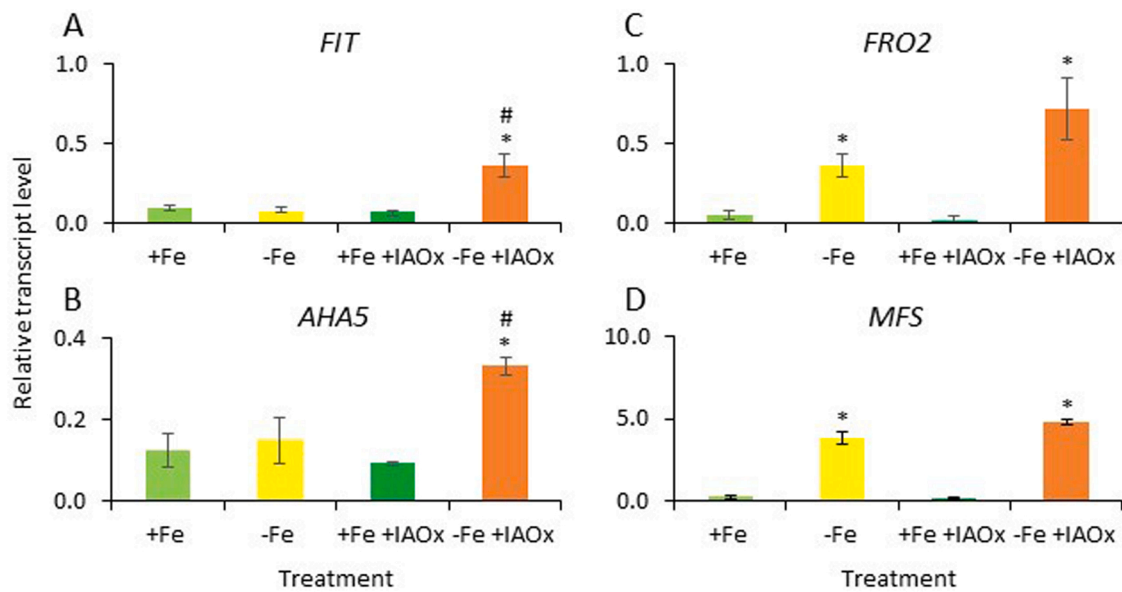 A
FIT
1.0
#
*
0.5
0.0
+Fe
-Fe
+Fe +IAOx
-Fe +IAOx
B
AHA5
0.4
#
*
0.2
0.0
+Fe
-Fe
+Fe +IAOx
-Fe +IAOx
Treatment
Relative transcript level
C
FRO2
1.0
*
*
0.5
0.0
+Fe
-Fe
+Fe +IAOx
-Fe +IAOx
D
MFS
10.0
*
*
5.0
0.0
+Fe
-Fe
+Fe +IAOx
-Fe +IAOx
Treatment